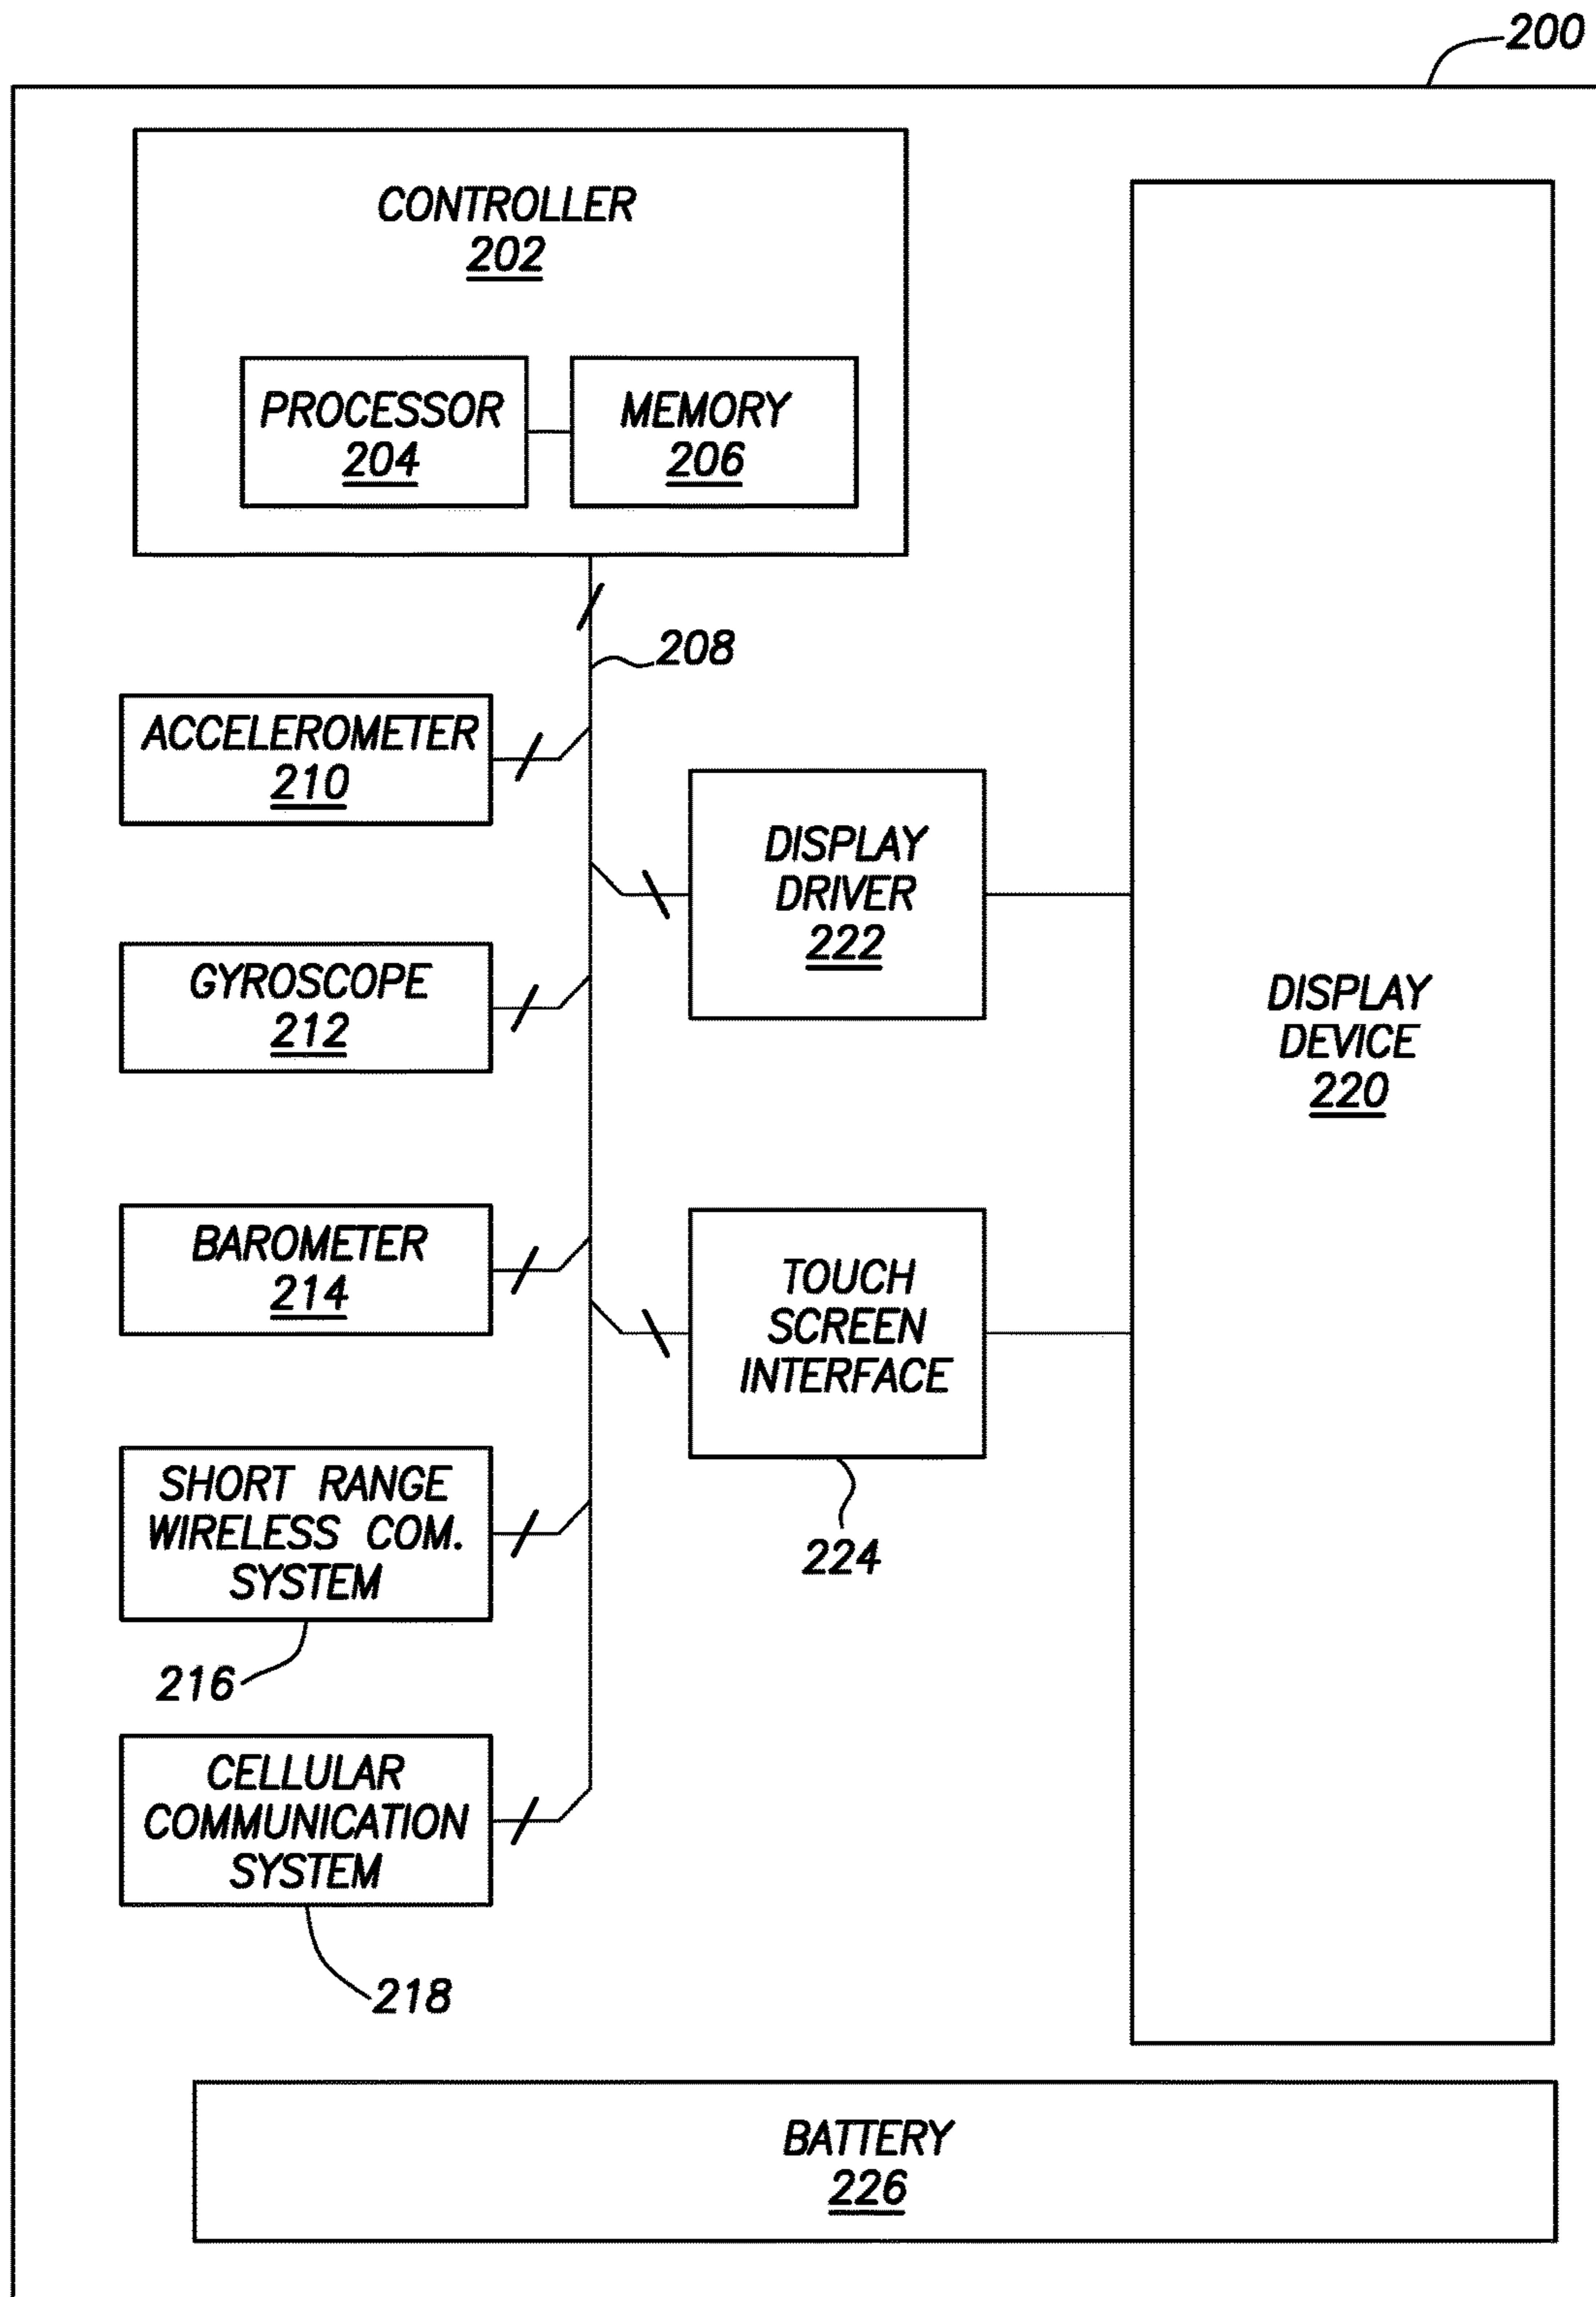 200
CONTROLLER
202
PROCESSOR
204
MEMORY
206
208
ACCELEROMETER
210
DISPLAY
DRIVER
222
GYROSCOPE
212
DISPLAY
DEVICE
220
BAROMETER
214
TOUCH
SCREEN
INTERFACE
224
SHORT RANGE
WIRELESS COM.
SYSTEM
216
CELLULAR
COMMUNICATION
SYSTEM
218
BATTERY
226